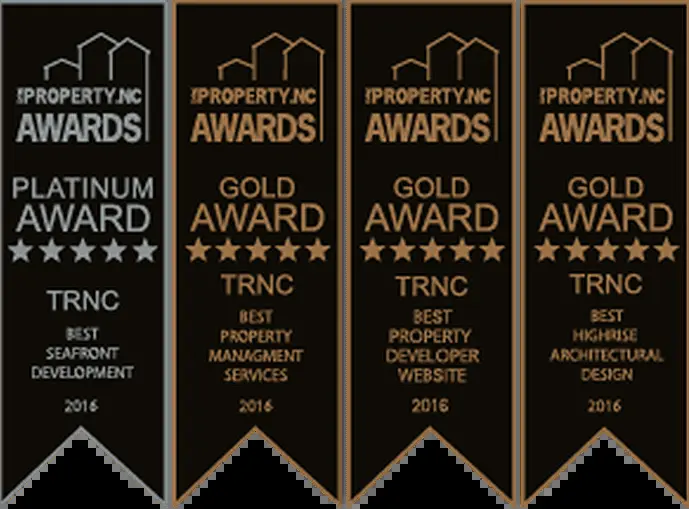 PROPERTY.NC
AWARDS
PLATINUM
AWARD
TRNC
BEST
SEAFRONT
DEVELOPMENT
2016
PROPERTY.NC
AWARDS
GOLD
AWARD
TRNC
BEST
PROPERTY
MANAGMENT
SERVICES
2016
PROPERTY.NC
AWARDS
GOLD
AWARD
TRNC
BEST
PROPERTY
DEVELOPER
WEBSITE
2016
PROPERTY.NC
AWARDS
GOLD
AWARD
TRNC
BEST
HIGHRISE
ARCHITECTURAL
DESIGN
2016